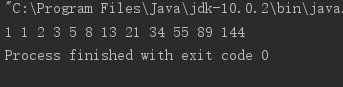 "C:\Program Files\Java\jdk-10.0.2\bin\java.
1 1 2 3 5 8 13 21 34 55 89 144
Process finished with exit code 0